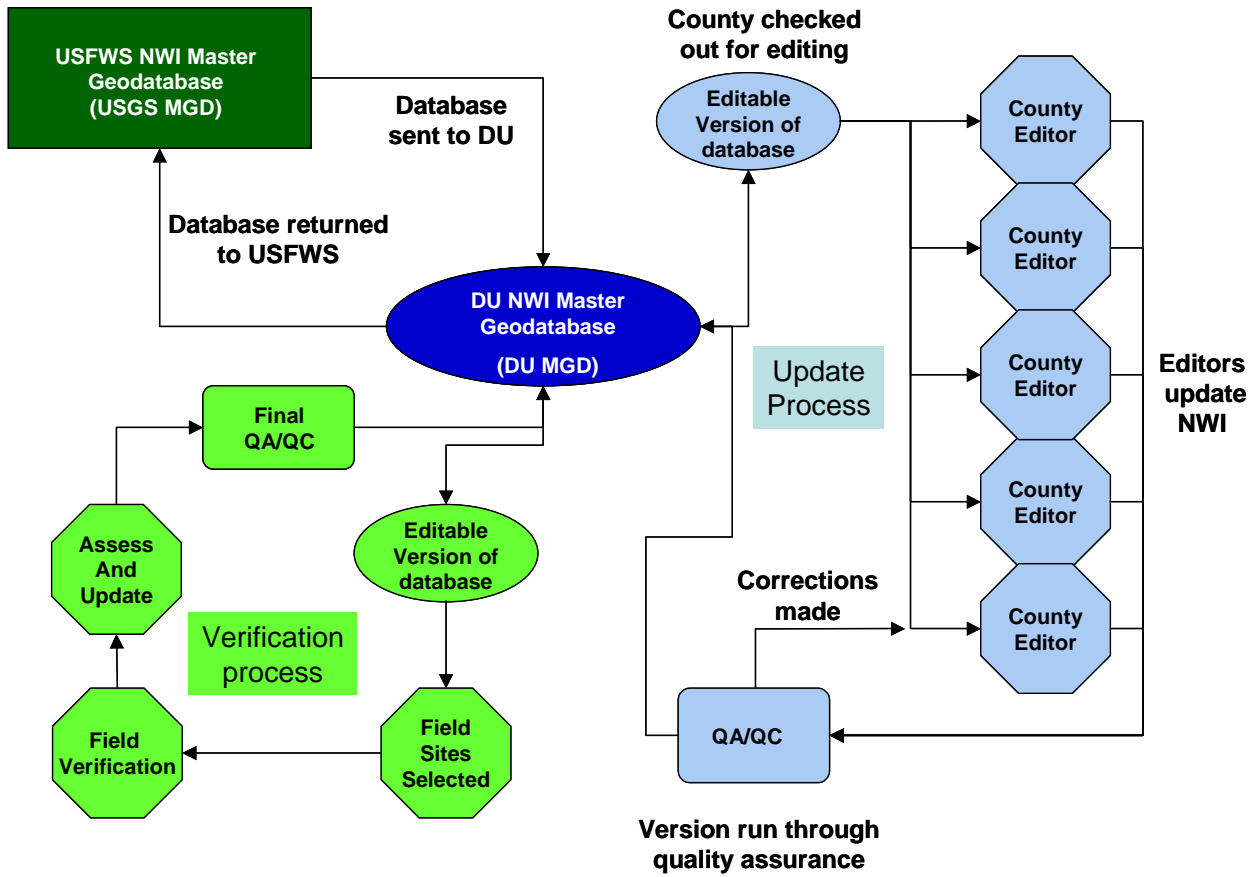 USFWS NWI Master
Geodatabase
(USGS MGD)
Database
sent to DU
Database returned
to USFWS
DU NWI Master
Geodatabase
(DU MGD)
Final
QA/QC
Assess
And
Update
Editable
Version of
database
Verification
process
Field
Verification
Field
Sites
Selected
County checked
out for editing
Editable
Version of
database
County
Editor
County
Editor
County
Editor
County
Editor
County
Editor
Editors
update
NWI
Update
Process
Corrections
made
QA/QC
Version run through
quality assurance